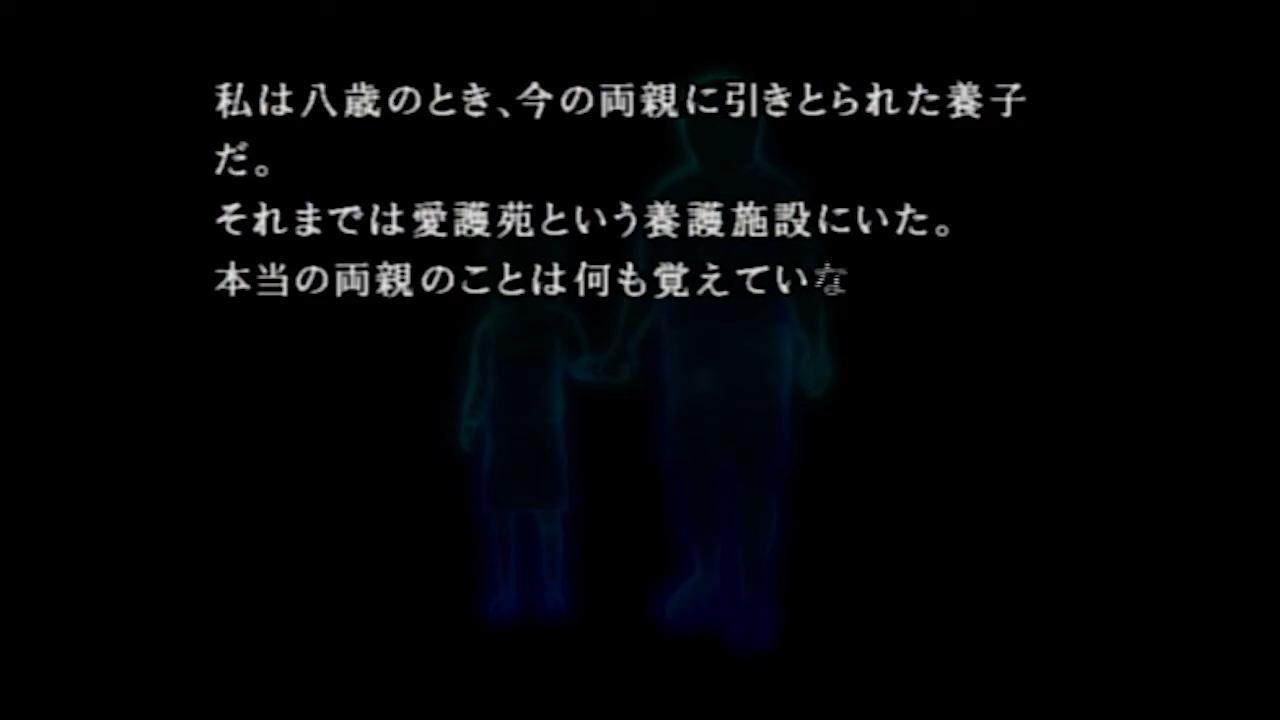 私は八歳のとき、今の両親に引きとられた養子
だ。
それまでは愛護苑という養護施設にいた。
本当の両親のことは何も覚えていな